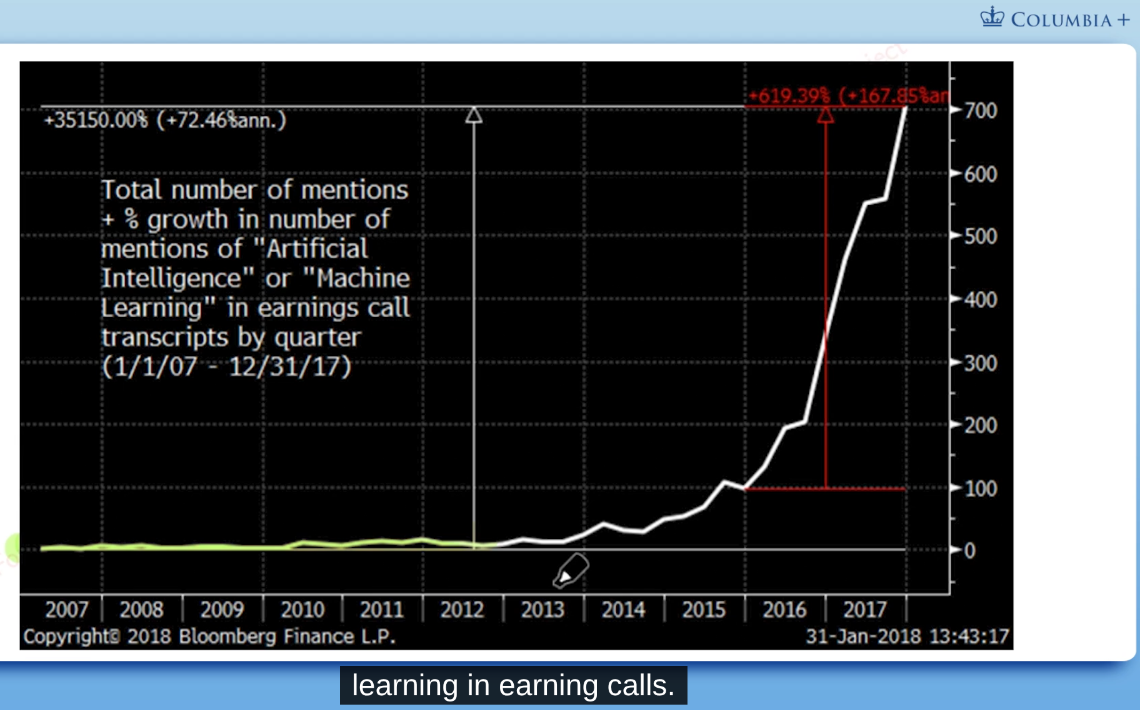 COLUMBIA+
+619.39% (+167.85%an
+35150.00% (+72.46%ann.)
Total number of mentions
+ % growth in number of
mentions of "Artificial
Intelligence" or "Machine
Learning" in earnings call
transcripts by quarter
(1/1/07 - 12/31/17)
700
600
500
400
300
200
100
0
2007 2008 2009 2010 2011 2012 2013 2014 2015 2016 2017
Copyright© 2018 Bloomberg Finance L.P. 31-Jan-2018 13:43:17
learning in earning calls.